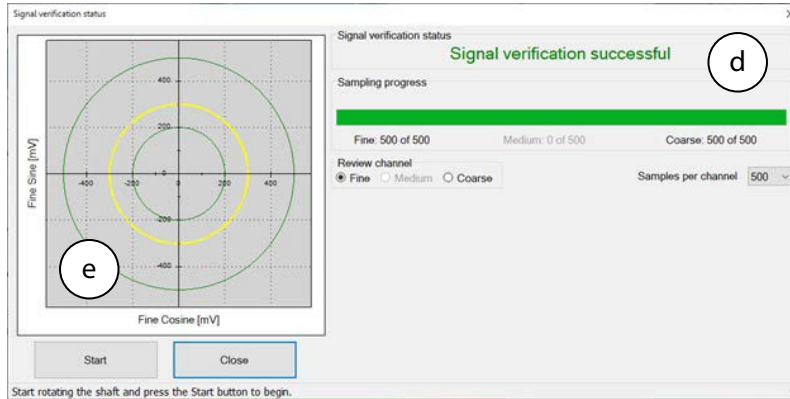 Signal verification status
Signal verification status
Signal verification successful
d
Sampling progress
Fine: 500 of 500
Medium: 0 of 500
Coarse: 500 of 500
Review channel
Fine
Medium
Coarse
Samples per channel
500
Fine Sine [mV]
400
200
-400
-200
0
200
400
0
-200
-400
e
Fine Cosine [mV]
Start
Close
Start rotating the shaft and press the Start button to begin.